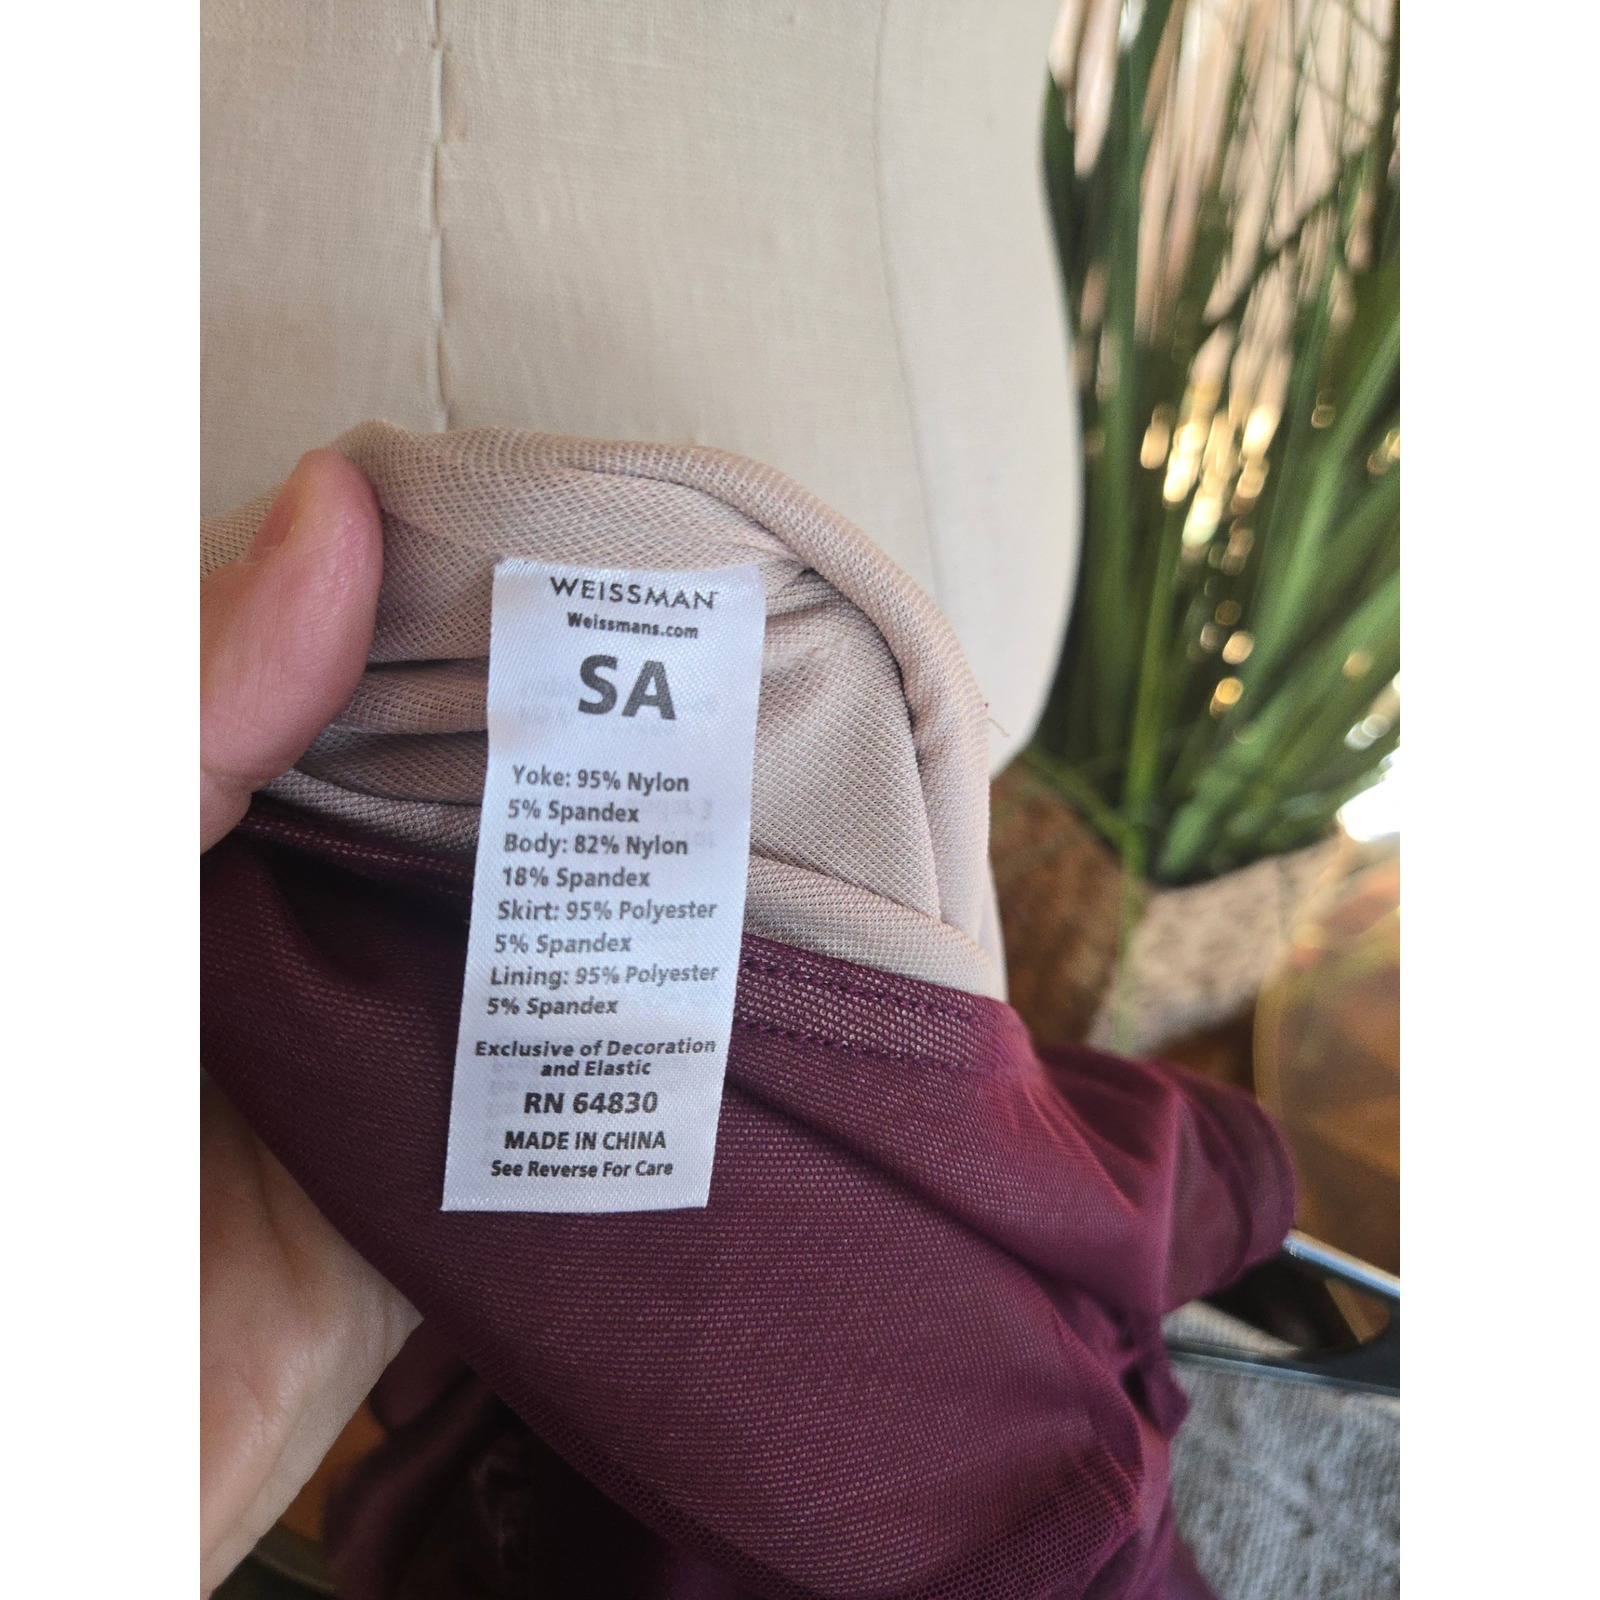 WEISSMAN
Weissmans.com
SA
Yoke: 95% Nylon
5% Spandex
Body: 82% Nylon
18% Spandex
Skirt: 95% Polyester
5% Spandex
Lining: 95% Polyester
5% Spandex
Exclusive of Decoration
and Elastic
RN 64830
MADE IN CHINA
See Reverse For Care